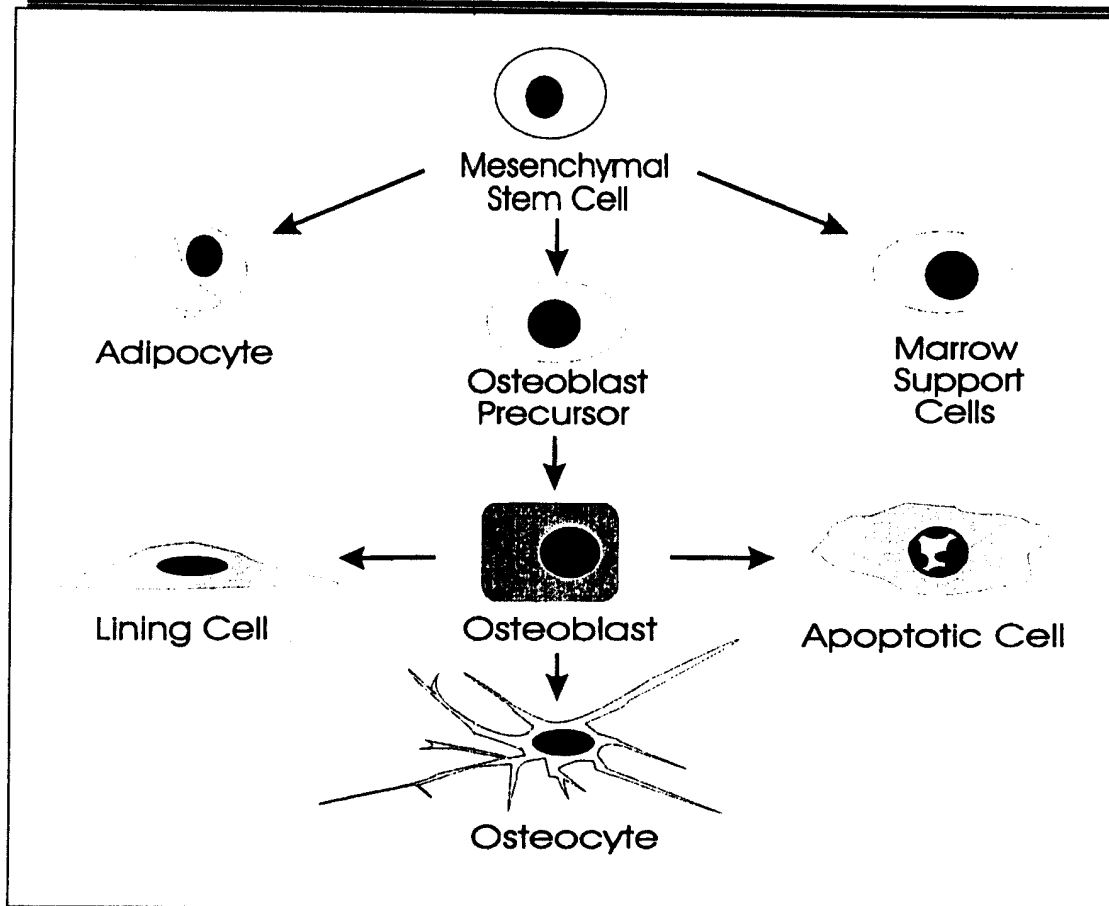 Mesenchymal
Stem Cell
Adipocyte
Osteoblast
Precursor
Marrow
Support
Cells
Lining Cell
Osteoblast
Apoptotic Cell
Osteocyte